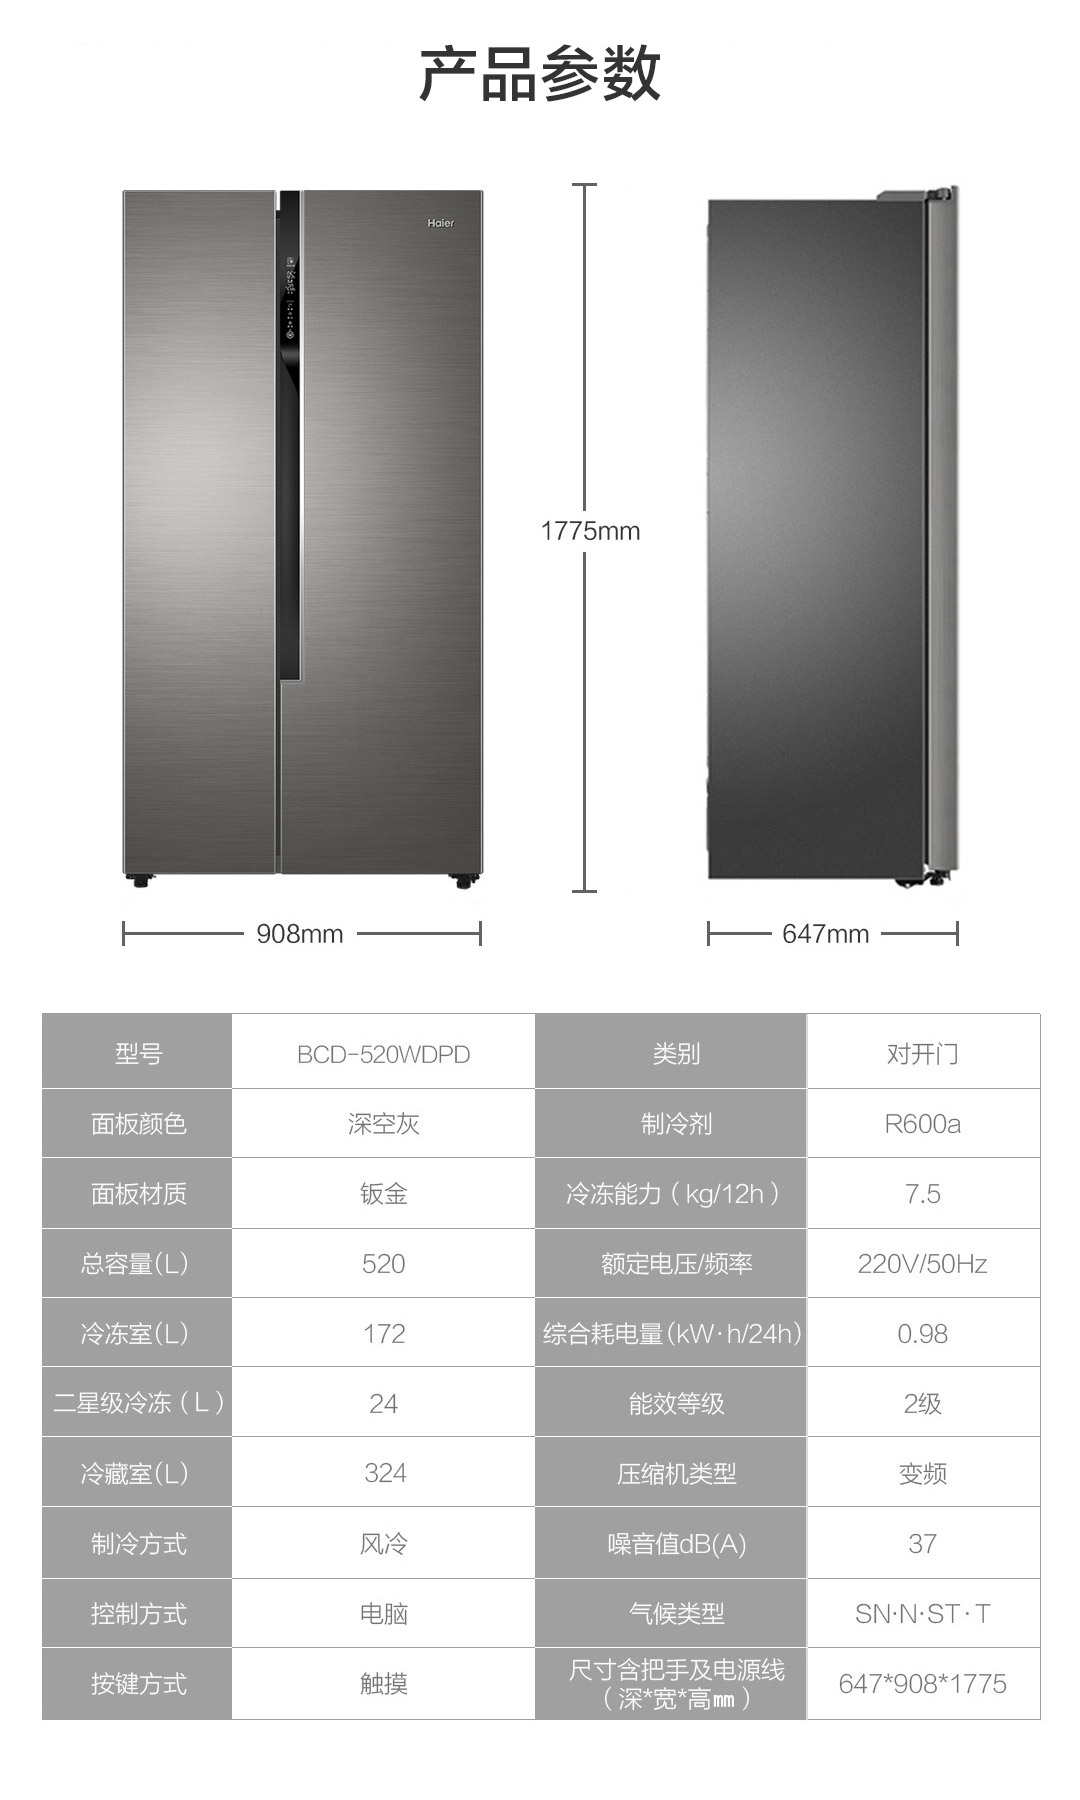 产品参数
Haier
1775mm
908mm
647mm
型号 BCD-520WDPD 类别 对开门
面板颜色 深空灰 制冷剂 R600a
面板材质 钣金 冷冻能力（kg/12h） 7.5
总容量(L) 520 额定电压/频率 220V/50Hz
冷冻室(L) 172 综合耗电量(kW·h/24h) 0.98
二星级冷冻（L） 24 能效等级 2级
冷藏室(L) 324 压缩机类型 变频
制冷方式 风冷 噪音值dB(A) 37
控制方式 电脑 气候类型 SN·N·ST·T
按键方式 触摸 尺寸含把手及电源线
（深*宽*高㎜） 647*908*1775